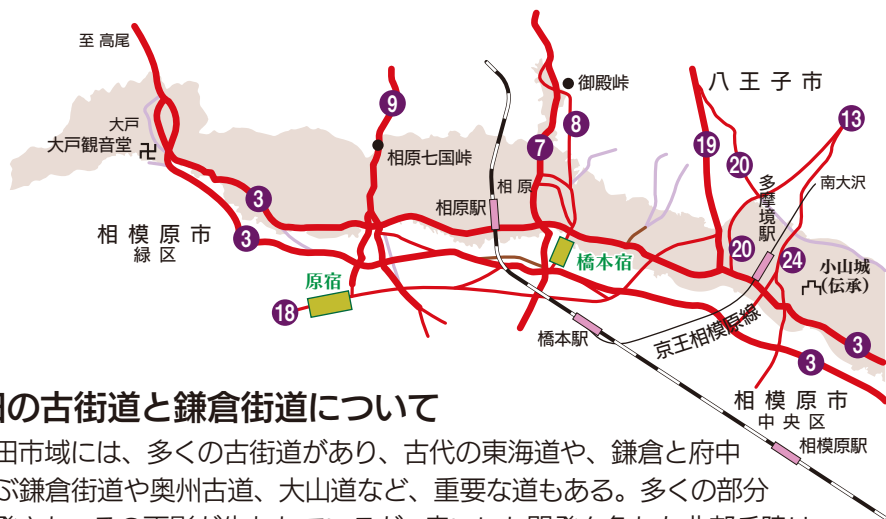 至 高尾
大戸
大戸観音堂
9
相原七国峠
御殿峠
8
7
八王子市
13
19
20
多摩境駅
南大沢
相原
相原駅
3
3
相模原市
緑区
原宿
18
橋本宿
20
24
小山城
(伝承)
橋本駅
京王相模原線
3
3
相模原市
中央区
相模原駅
の古街道と鎌倉街道について
田市域には、多くの古街道があり、古代の東海道や、鎌倉と府中
ぶ鎌倉街道や奥州古道、大山道など、重要な道もある。多くの部分